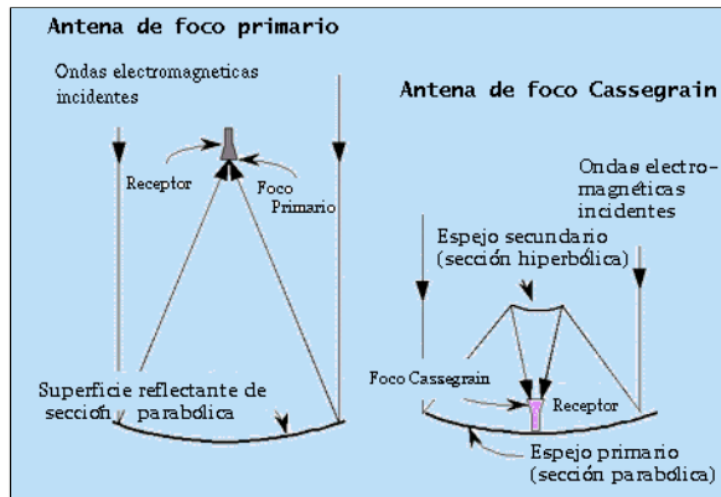 Antena de foco primario
Ondas electromagneticas
incidentes
Receptor
Foco
Primario
Superficie reflectante de
sección parabólica
Antena de foco Cassegrain
Ondas electro-
magnéticas
incidentes
Espejo secundario
(sección hiperbólica)
Foco Cassegrain
Receptor
Espejo primario
(sección parabólica)